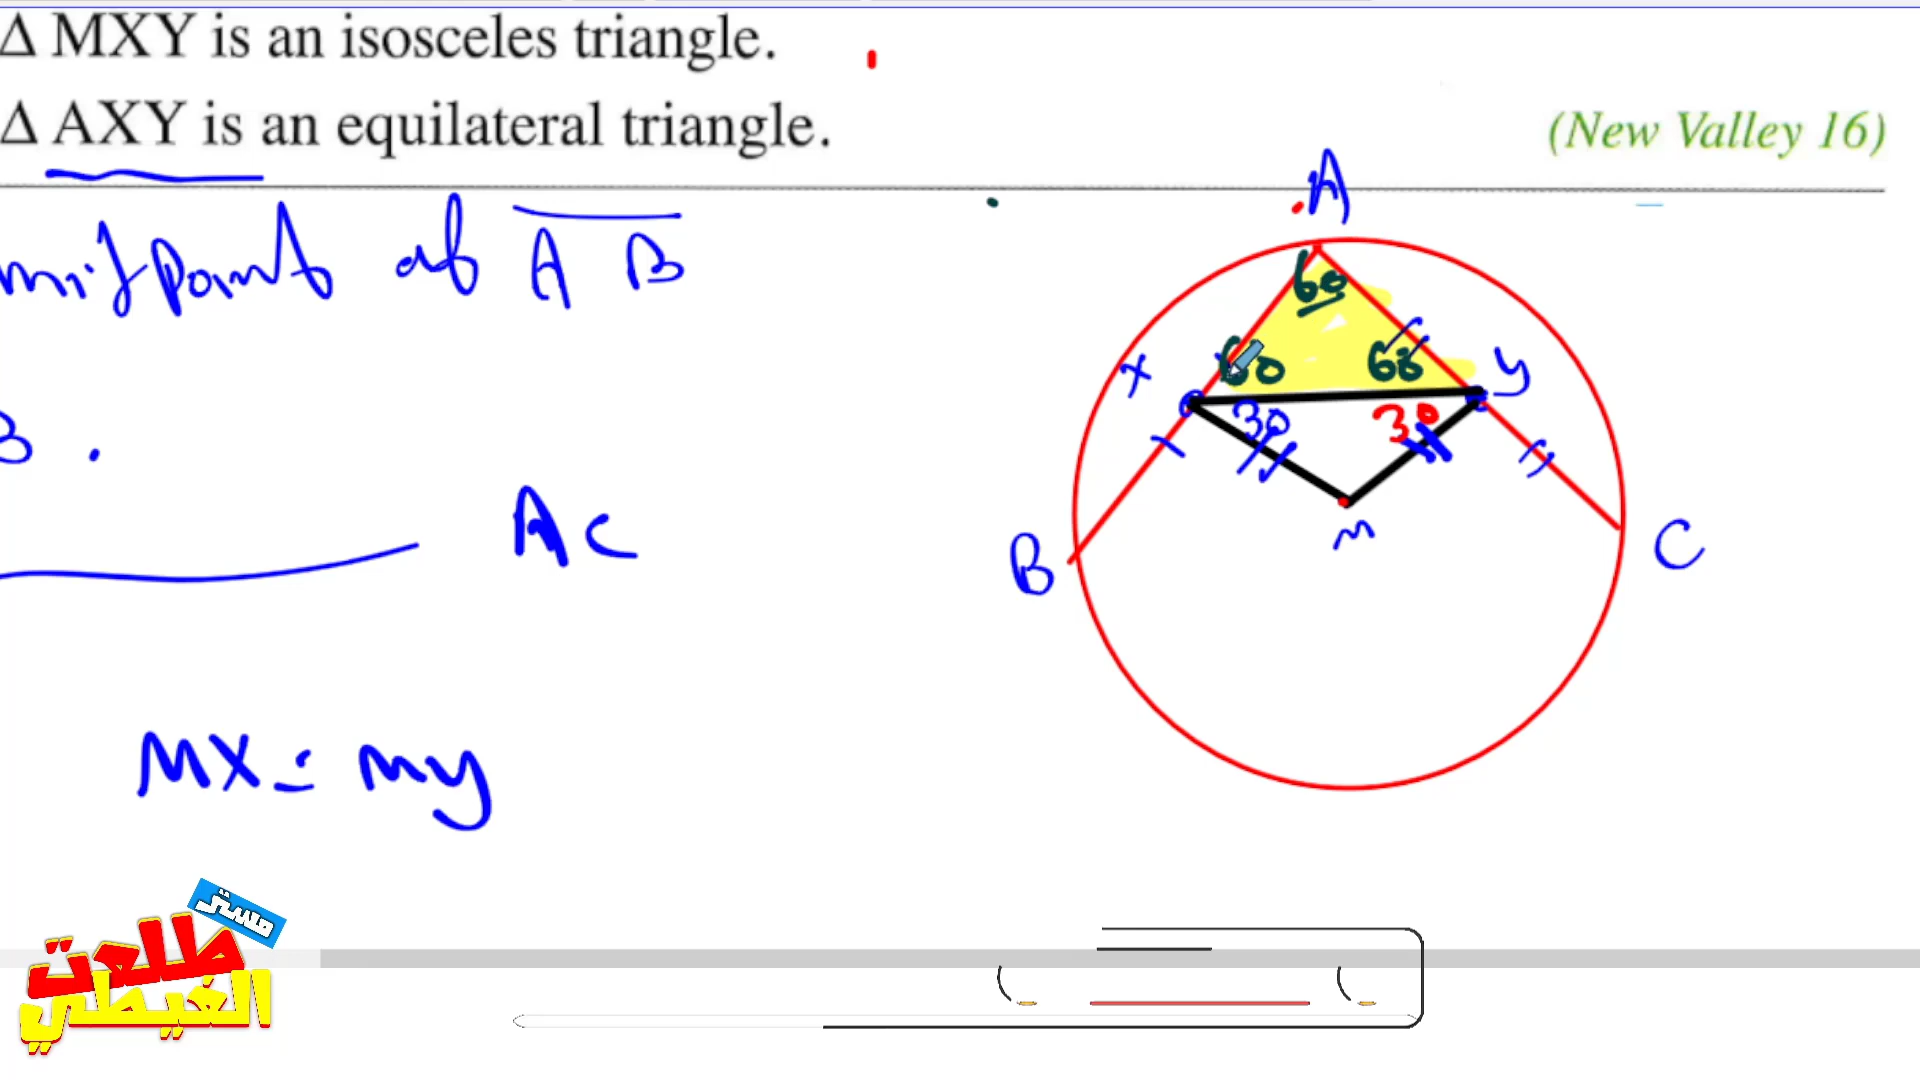 Δ MXY is an isosceles triangle.
Δ AXY is an equilateral triangle.
(New Valley 16)
A
midpoint of AB
60
60
60
x
y
30
30
B .
AC
m
B
C
MX = my
مستر
طلعت
الغيطي